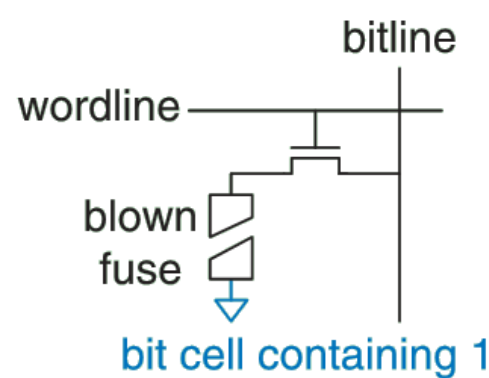 bitline
wordline
blown
fuse
bit cell containing 1